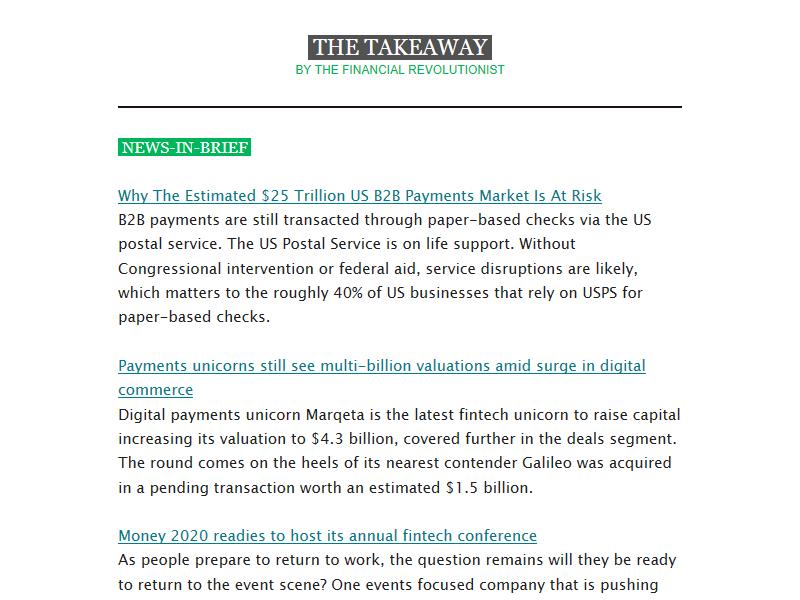 THE TAKEAWAY
BY THE FINANCIAL REVOLUTIONIST
NEWS-IN-BRIEF
Why The Estimated $25 Trillion US B2B Payments Market Is At Risk
B2B payments are still transacted through paper-based checks via the US
postal service. The US Postal Service is on life support. Without
Congressional intervention or federal aid, service disruptions are likely,
which matters to the roughly 40% of US businesses that rely on USPS for
paper-based checks.
Payments unicorns still see multi-billion valuations amid surge in digital
commerce
Digital payments unicorn Marqeta is the latest fintech unicorn to raise capital
increasing its valuation to $4.3 billion, covered further in the deals segment.
The round comes on the heels of its nearest contender Galileo was acquired
in a pending transaction worth an estimated $1.5 billion.
Money 2020 readies to host its annual fintech conference
As people prepare to return to work, the question remains will they be ready
to return to the event scene? One events focused company that is pushing